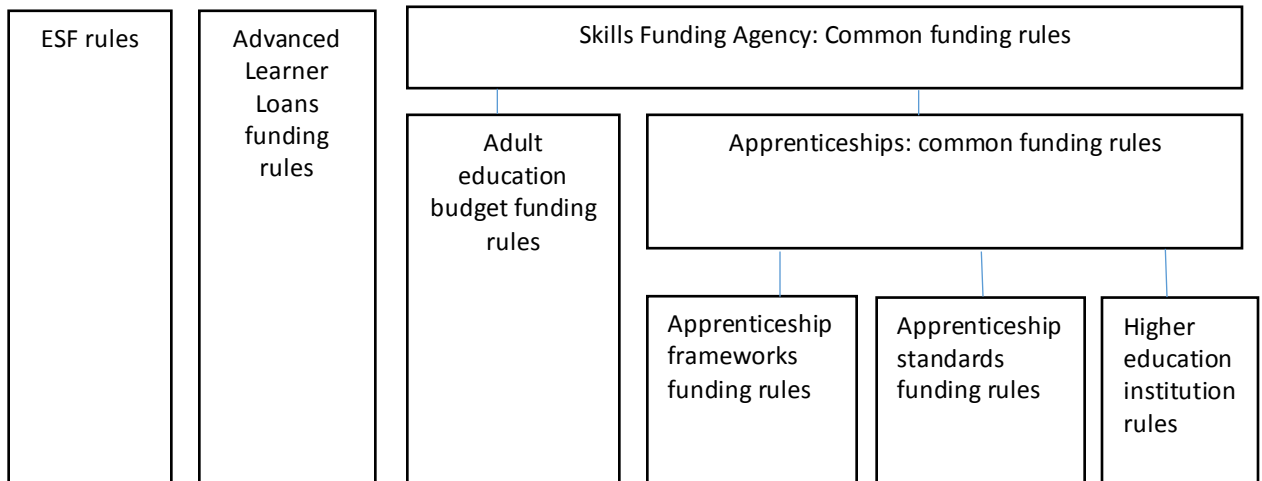 ESF rules
Advanced
Learner
Loans
funding
rules
Skills Funding Agency: Common funding rules
Adult
education
budget funding
rules
Apprenticeships: common funding rules
Apprenticeship
frameworks
funding rules
Apprenticeship
standards
funding rules
Higher
education
institution
rules